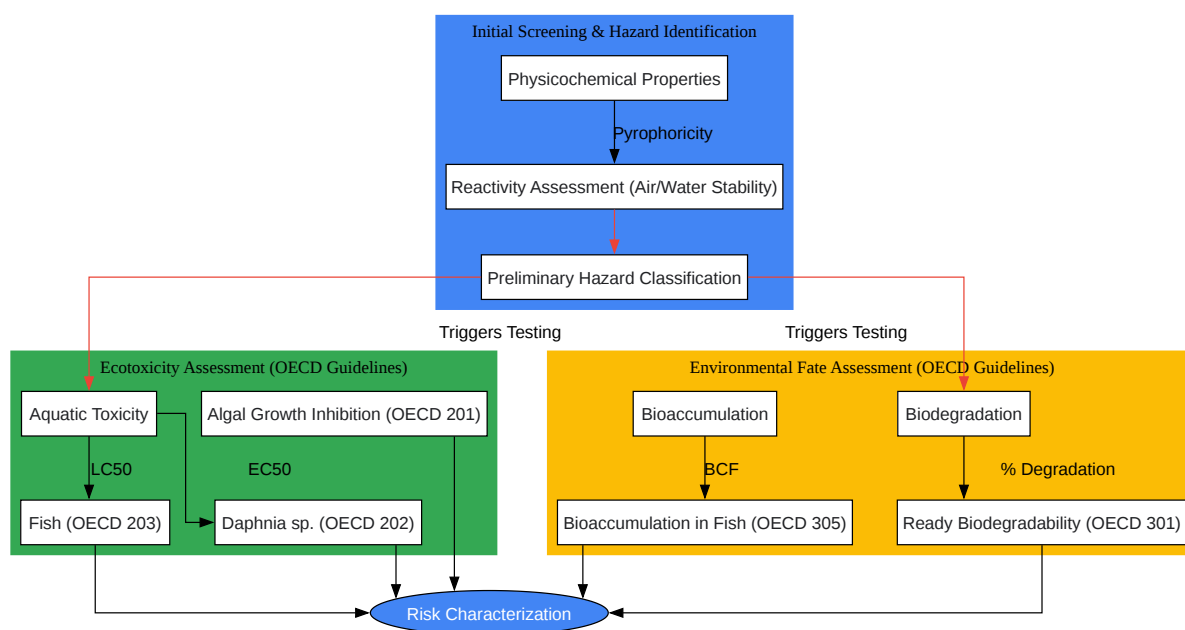 Initial Screening & Hazard Identification
Physicochemical Properties
Pyrophoricity
Reactivity Assessment (Air/Water Stability)
Preliminary Hazard Classification
Triggers Testing
Triggers Testing
Ecotoxicity Assessment (OECD Guidelines)
Aquatic Toxicity
Algal Growth Inhibition (OECD 201)
LC50
EC50
Fish (OECD 203)
Daphnia sp. (OECD 202)
Environmental Fate Assessment (OECD Guidelines)
Bioaccumulation
Biodegradation
BCF
% Degradation
Bioaccumulation in Fish (OECD 305)
Ready Biodegradability (OECD 301)
Risk Characterization